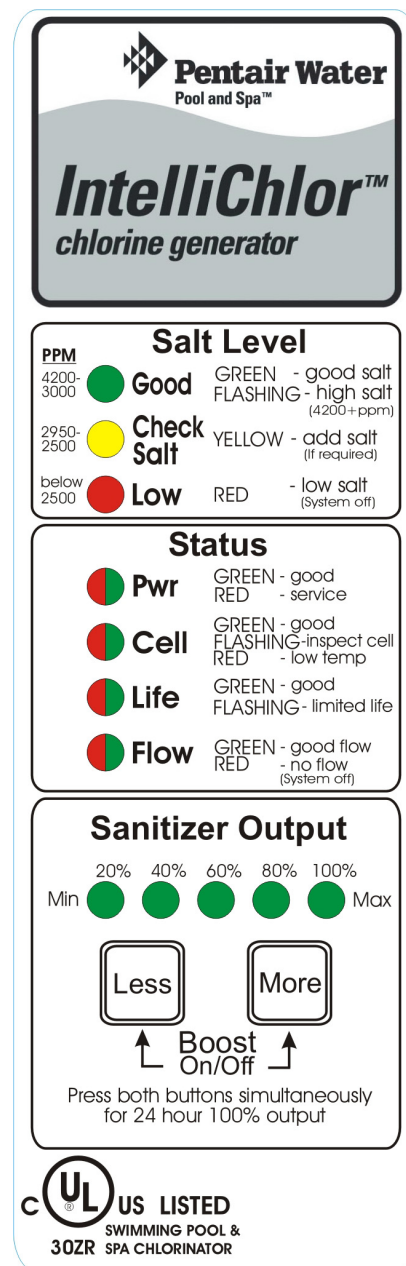 Pentair Water
Pool and Spa™
IntelliChlor™
chlorine generator
Salt Level
PPM
4200-
3000
Good
GREEN - good salt
FLASHING - high salt
(4200+ppm)
2950-
2500
Check
Salt
YELLOW - add salt
(If required)
below
2500
Low
RED - low salt
(System off)
Status
Pwr
GREEN - good
RED - service
Cell
GREEN - good
FLASHING-inspect cell
RED - low temp
Life
GREEN - good
FLASHING - limited life
Flow
GREEN - good flow
RED - no flow
(System off)
Sanitizer Output
20% 40% 60% 80% 100%
Min Max
Less More
Boost
On/Off
Press both buttons simultaneously
for 24 hour 100% output
C UL ® US LISTED
SWIMMING POOL &
30ZR SPA CHLORINATOR